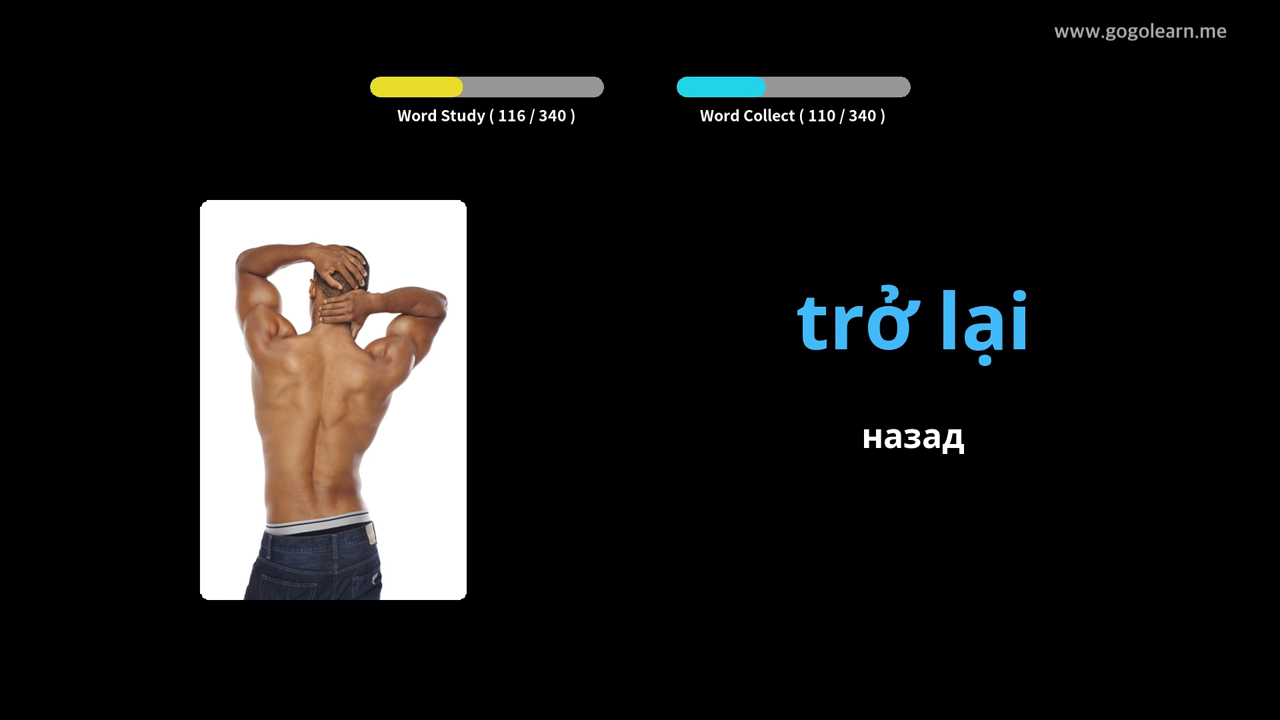 www.gogolearn.me
Word Study ( 116 / 340 )
Word Collect ( 110 / 340 )
trở lại
назад